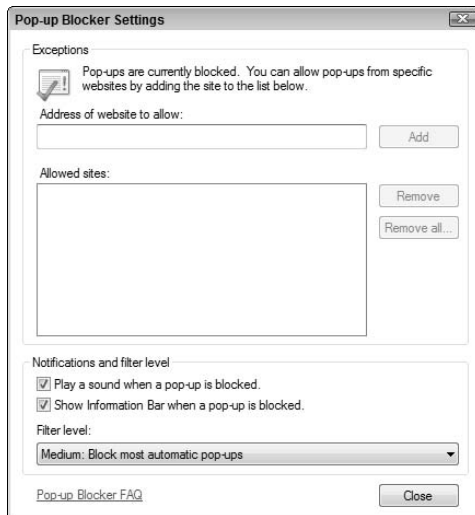 Pop-up Blocker Settings
Exceptions
Pop-ups are currently blocked. You can allow pop-ups from specific
websites by adding the site to the list below.
Address of website to allow:
Add
Allowed sites:
Remove
Remove all...
Notifications and filter level
Play a sound when a pop-up is blocked.
Show Information Bar when a pop-up is blocked.
Filter level:
Medium: Block most automatic pop-ups
Pop-up Blocker FAQ
Close